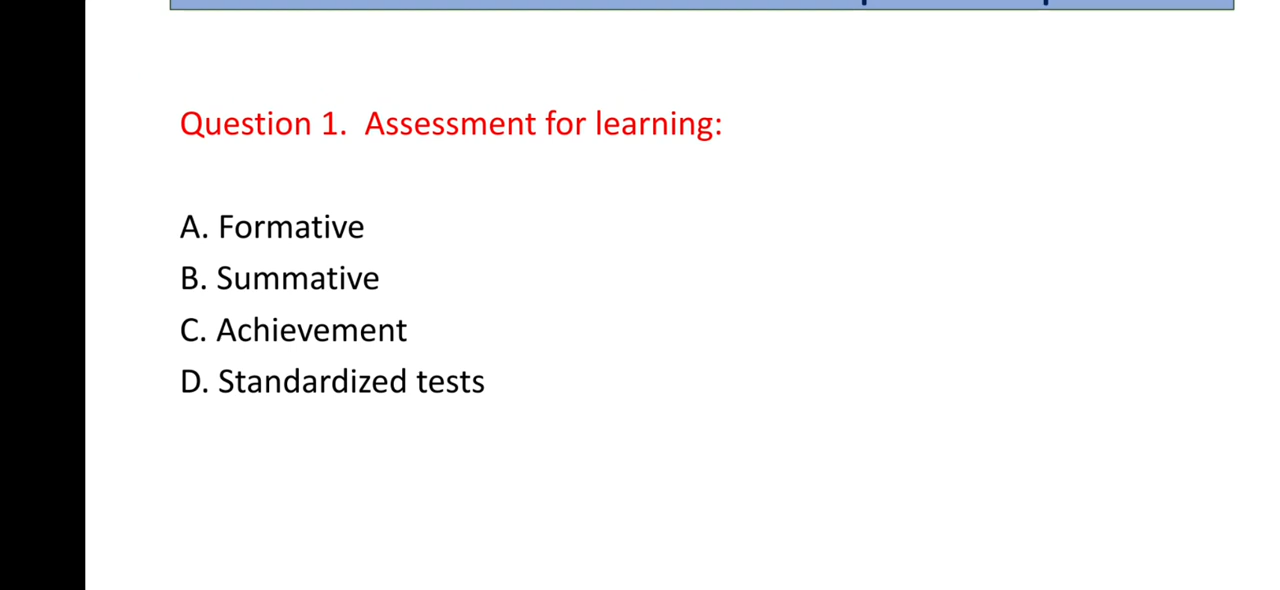 Question 1. Assessment for learning:
A. Formative
B. Summative
C. Achievement
D. Standardized tests